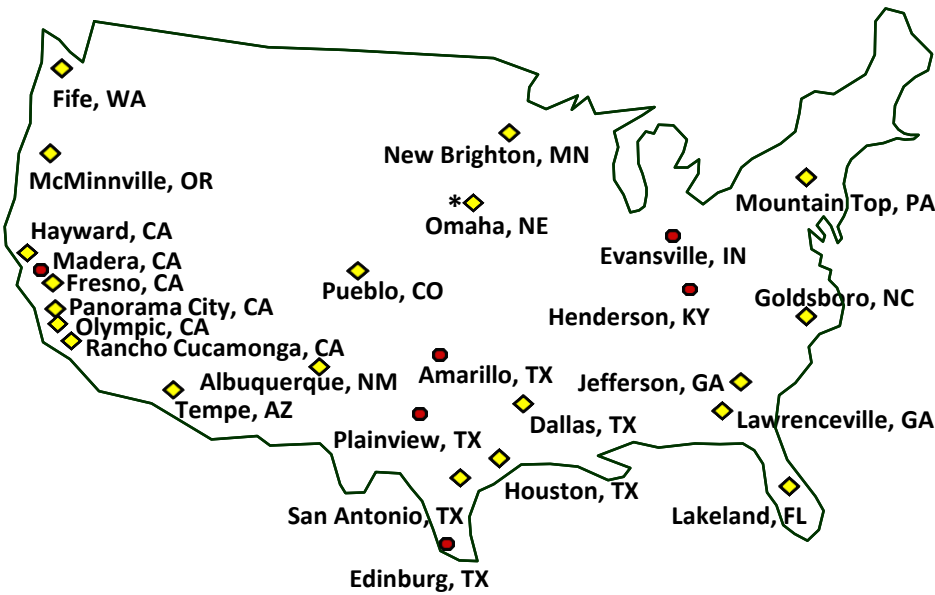 Fife, WA
New Brighton, MN
McMinnville, OR
Mountain Top, PA
*
Omaha, NE
Hayward, CA
Evansville, IN
Madera, CA
Fresno, CA
Pueblo, CO
Goldsboro, NC
Panorama City, CA
Henderson, KY
Olympic, CA
Rancho Cucamonga, CA
Amarillo, TX
Albuquerque, NM
Jefferson, GA
Tempe, AZ
Lawrenceville, GA
Dallas, TX
Plainview, TX
Houston, TX
San Antonio, TX
Lakeland, FL
Edinburg, TX